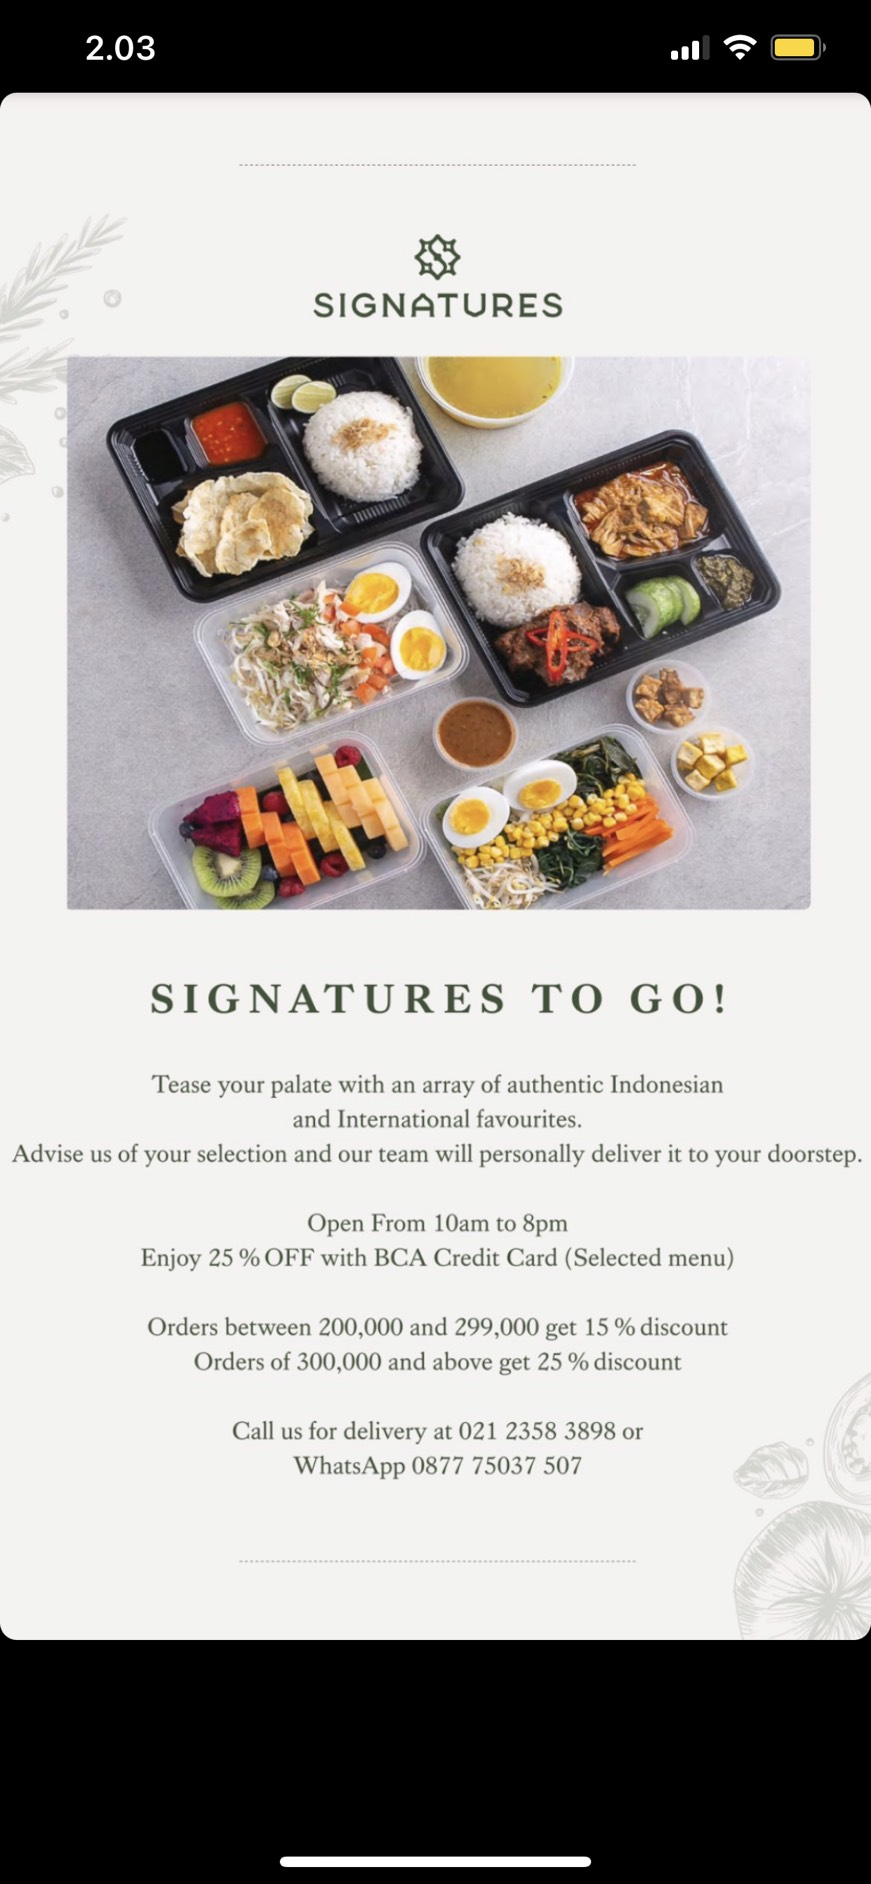 2.03
SIGNATURES
SIGNATURES TO GO!
Tease your palate with an array of authentic Indonesian
and International favourites.
Advise us of your selection and our team will personally deliver it to your doorstep.
Open From 10am to 8pm
Enjoy 25 % OFF with BCA Credit Card (Selected menu)
Orders between 200,000 and 299,000 get 15 % discount
Orders of 300,000 and above get 25 % discount
Call us for delivery at 021 2358 3898 or
WhatsApp 0877 75037 507